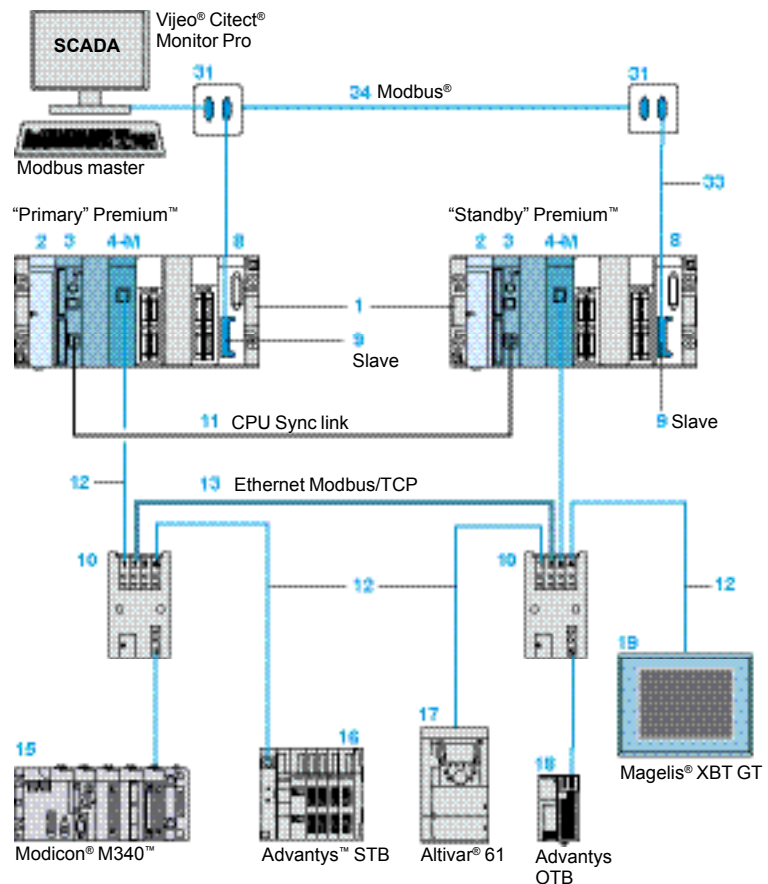 Vijeo® Citect®
Monitor Pro
SCADA
31
34 Modbus®
31
Modbus master
33
"Primary" Premium™
"Standby" Premium™
2 3 4-M 8
2 3 4-M 8
1
9
Slave
9 Slave
11 CPU Sync link
12
13 Ethernet Modbus/TCP
10
12
10
12
19
15
16
17
18
Magelis® XBT GT
Modicon® M340™
Advantys™ STB
Altivar® 61
Advantys
OTB